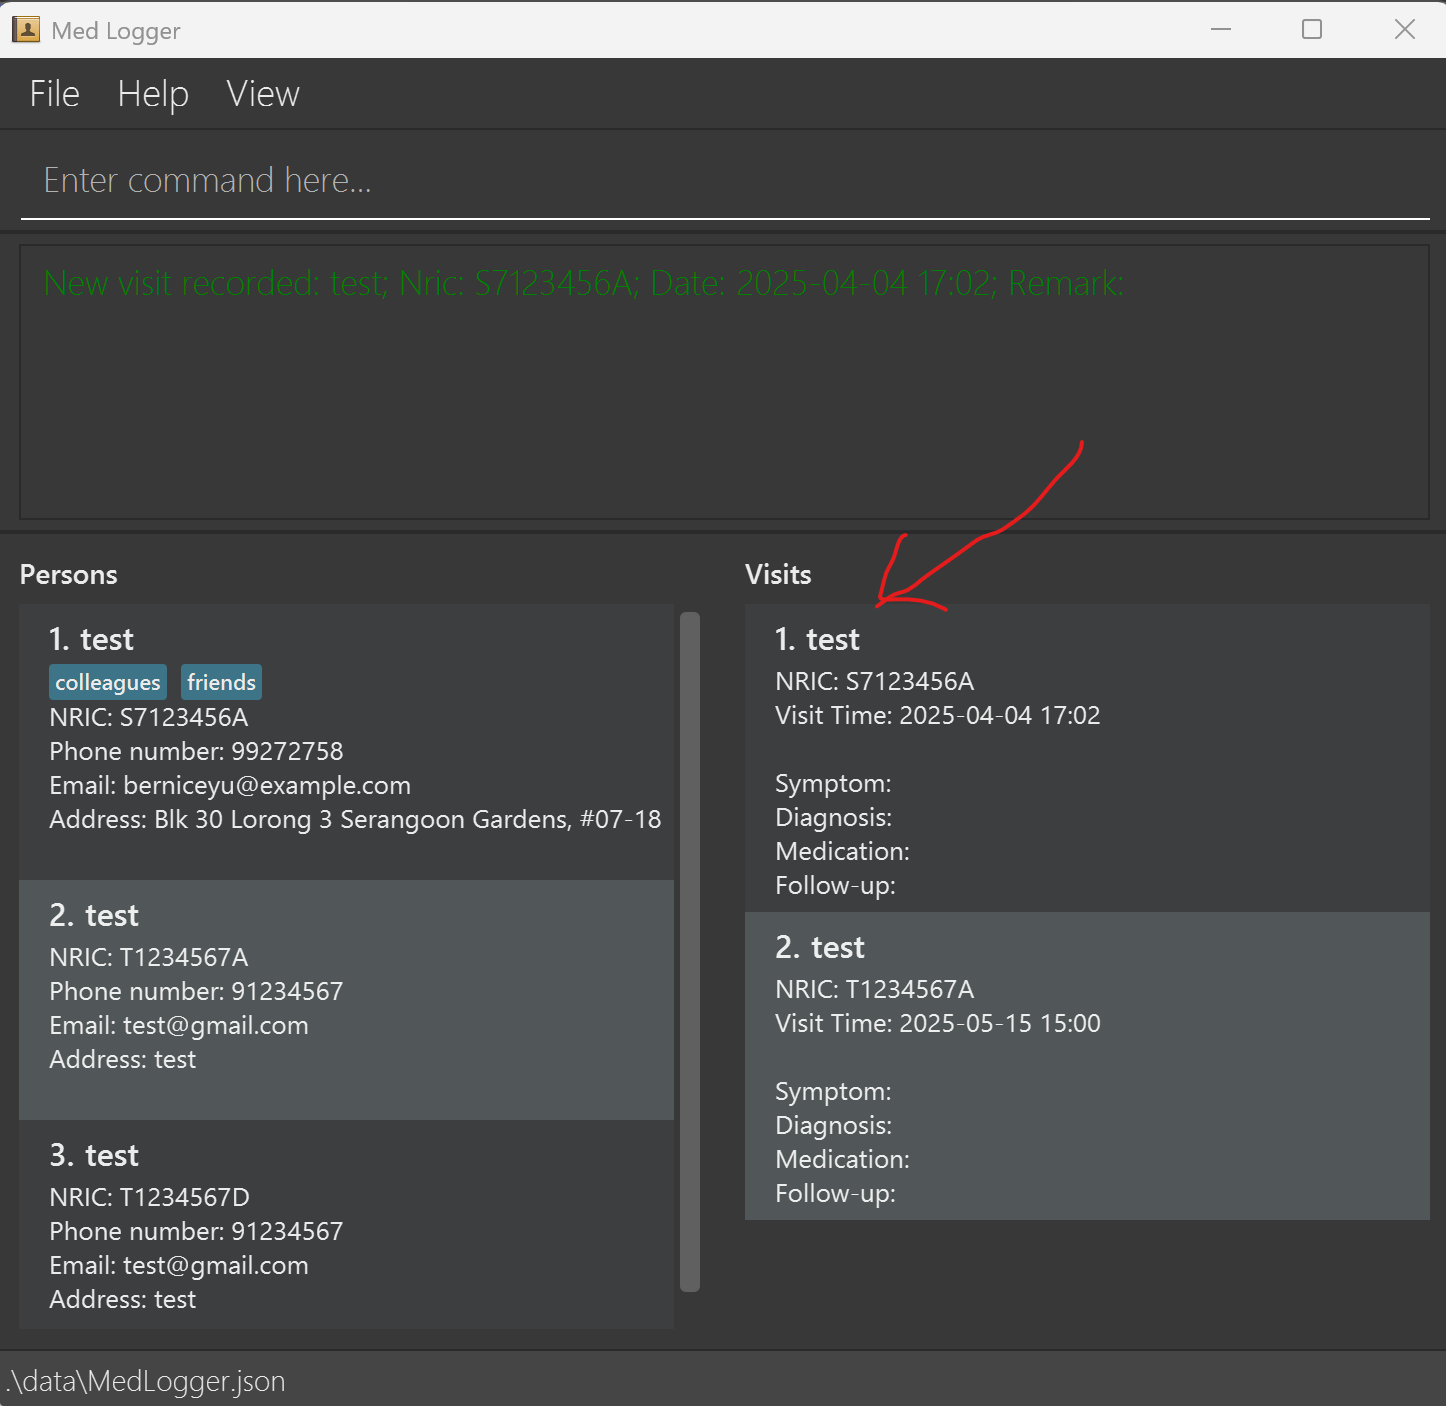 Med Logger
File Help View
Enter command here...
New visit recorded: test; Nric: S7123456A; Date: 2025-04-04 17:02; Remark:
Persons
1. test
colleagues friends
NRIC: S7123456A
Phone number: 99272758
Email: berniceyu@example.com
Address: Blk 30 Lorong 3 Serangoon Gardens, #07-18
2. test
NRIC: T1234567A
Phone number: 91234567
Email: test@gmail.com
Address: test
3. test
NRIC: T1234567D
Phone number: 91234567
Email: test@gmail.com
Address: test
Visits
1. test
NRIC: S7123456A
Visit Time: 2025-04-04 17:02
Symptom:
Diagnosis:
Medication:
Follow-up:
2. test
NRIC: T1234567A
Visit Time: 2025-05-15 15:00
Symptom:
Diagnosis:
Medication:
Follow-up:
.\data\MedLogger.json